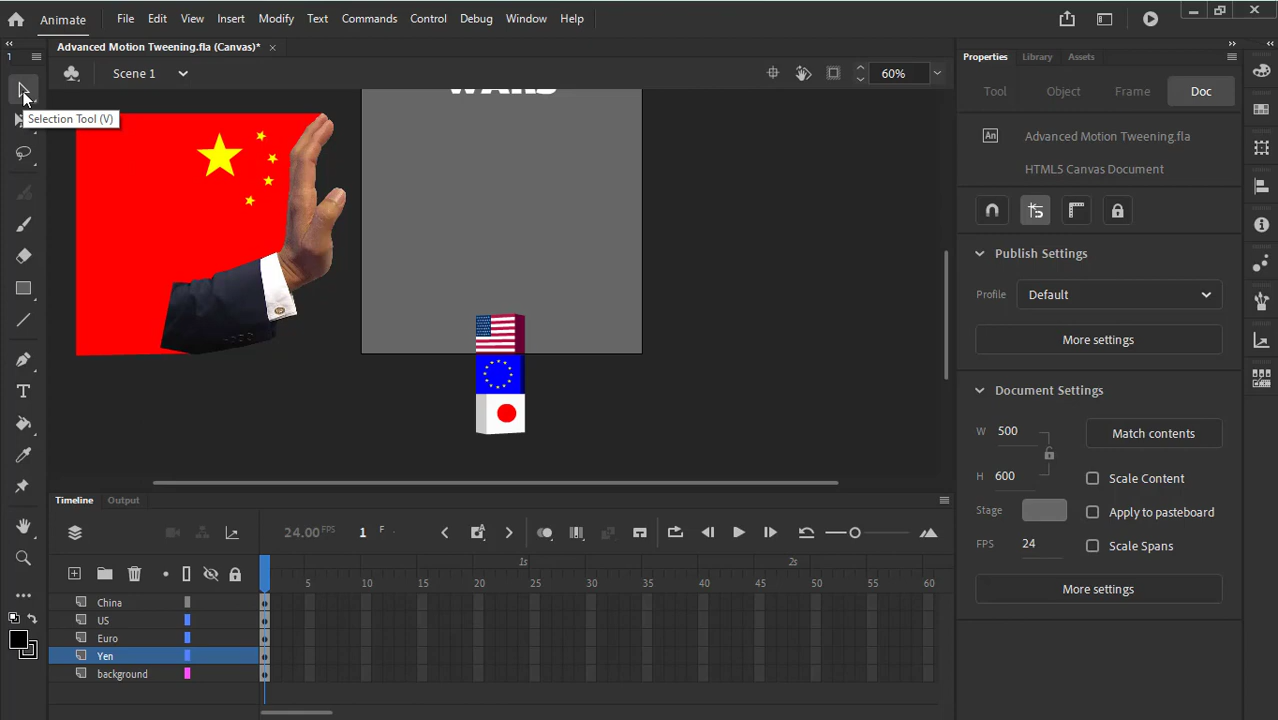 Animate
File Edit View Insert Modify Text Commands Control Debug Window Help
1
Advanced Motion Tweening.fla (Canvas)* ×
Scene 1
60%
Selection Tool (V)
WARS
Properties Library Assets
Tool Object Frame Doc
An Advanced Motion Tweening.fla
HTML5 Canvas Document
Publish Settings
Profile Default
More settings
Document Settings
W 500 Match contents
H 600 Scale Content
Stage Apply to pasteboard
FPS 24 Scale Spans
More settings
Timeline Output
24.00 FPS 1 F
1s 2s
5 10 15 20 25 30 35 40 45 50 55 60
China
US
Euro
Yen
background